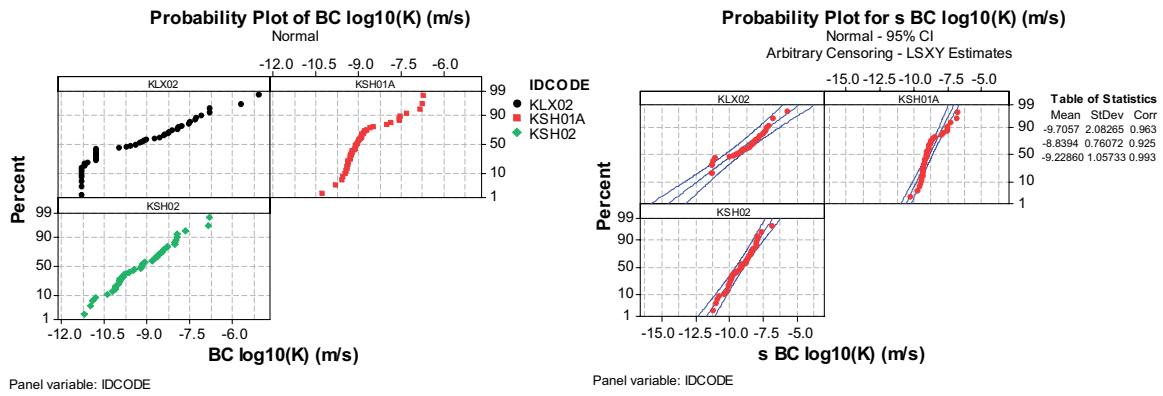 Probability Plot of BC log10(K) (m/s)
Normal
-12.0 -10.5 -9.0 -7.5 -6.0
KLX02
KSH01A
99
90
50
10
1
KSH02
99
90
50
10
1
-12.0 -10.5 -9.0 -7.5 -6.0
Percent
BC log10(K) (m/s)
IDCODE
KLX02
KSH01A
KSH02
Panel variable: IDCODE
Probability Plot for s BC log10(K) (m/s)
Normal - 95% CI
Arbitrary Censoring - LSXY Estimates
-15.0 -12.5 -10.0 -7.5 -5.0
KLX02
KSH01A
99
90
50
10
1
KSH02
99
90
50
10
1
-15.0 -12.5 -10.0 -7.5 -5.0
Percent
s BC log10(K) (m/s)
Table of Statistics
Mean StDev Corr
-9.7057 2.08265 0.963
-8.8394 0.76072 0.925
-9.22860 1.05733 0.993
Panel variable: IDCODE